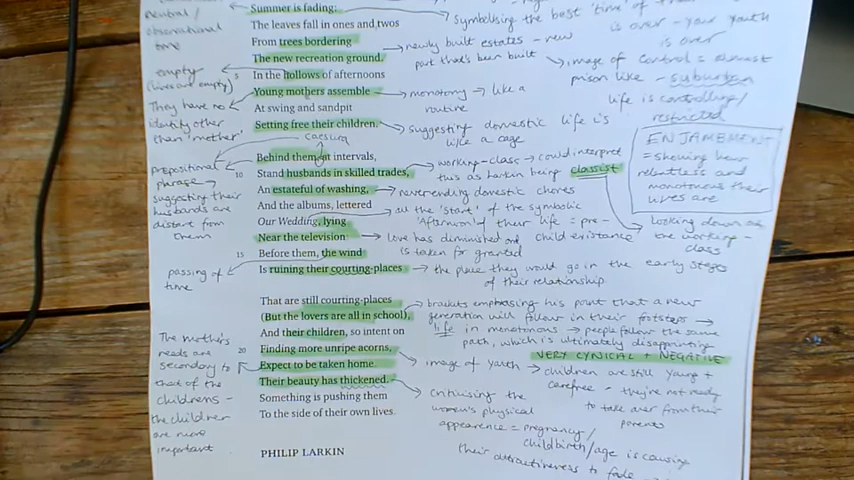 neutral /
observational
time
empty
(lives are empty)
They have no
identity other
than 'mother'
Prepositional
phrase →
suggesting their
husbands are
distant from
them
passing of
time
The mothers
needs are
secondary to
that of the
childrens –
the children
are more
important
Summer is fading:
The leaves fall in ones and twos
From trees bordering
The new recreation ground.
5 In the hollows of afternoons
Young mothers assemble
At swing and sandpit
Setting free their children.
caesura
Behind them, at intervals,
10 Stand husbands in skilled trades,
An estateful of washing,
And the albums, lettered
Our Wedding, lying
Near the television:
15 Before them, the wind
Is ruining their courting-places
That are still courting-places
(But the lovers are all in school),
And their children, so intent on
20 Finding more unripe acorns,
Expect to be taken home.
Their beauty has thickened.
Something is pushing them
To the side of their own lives.
PHILIP LARKIN
Symbolising the best 'time' of
is over – your youth
is over
newly built estates – new
part that's been built
image of control = almost
prison like – suburban
life is controlling/
restricted
monotony → like a
routine
suggesting domestic life is
like a cage
ENJAMEMENT
= showing how
relentless and
monotonous their
lives are
working-class → could interpret
this as Larkin being classist
looking down on
the working-
class
neverending domestic chores
all the 'start' of the symbolic
'Afternoon' of their life = pre-
child existance
love has diminished and
is taken for granted
the place they would go in the early stages
of their relationship
brackets emphasising his point that a new
generation will follow in their footsteps →
life in monotonous → people follow the same
path, which is ultimately disappointing
VERY CYNICAL + NEGATIVE
image of youth → children are still young +
carefree – they're not ready
to take over from their
parents
critisising the
women's physical
appearence = pregnancy/
childbirth/age is causing
their attractiveness to fade